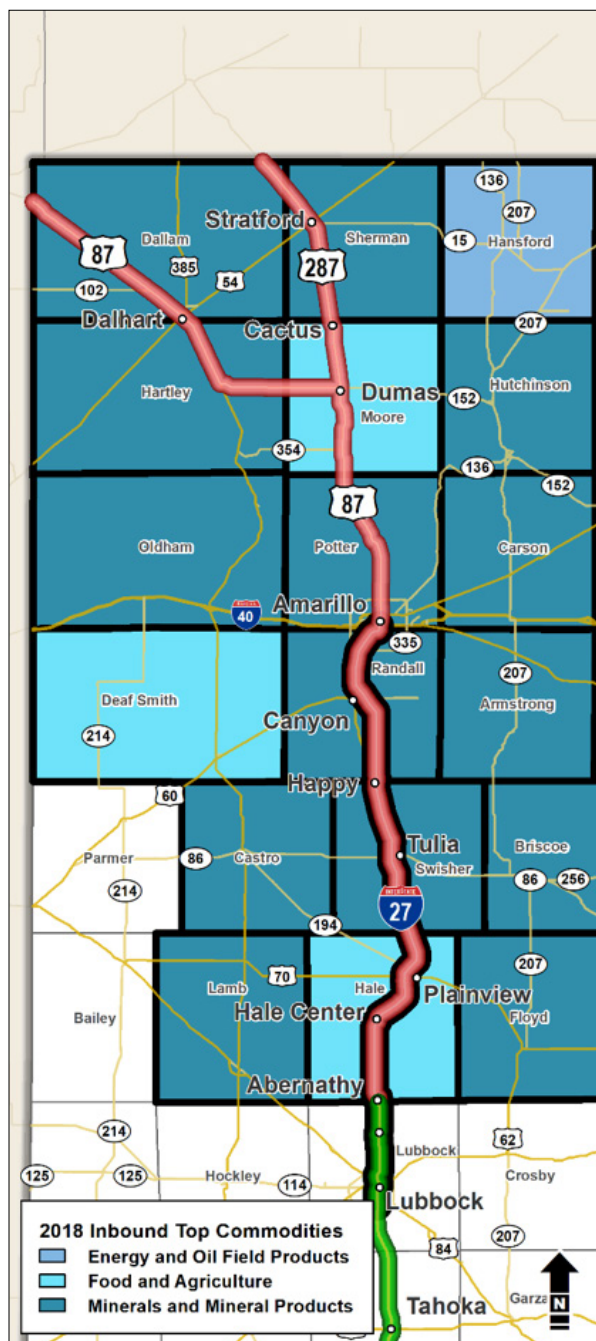 136
207
Stratford
Sherman
Dallam
15
Hansford
87
385
54
287
102
Dalhart
Cactus
207
Hartley
Dumas
152
Hutchinson
Moore
354
136
152
87
Oldham
Potter
Carson
Amarillo
40
335
Randall
207
Deaf Smith
Armstrong
Canyon
214
Happy
60
Tulia
Briscoe
Parmer
86
Castro
Swisher
86
256
214
INTERSTATE
27
194
207
70
Lamb
Hale
Plainview
Bailey
Hale Center
Floyd
Abernathy
214
62
Lubbock
125
125
Hockley
114
Crosby
Lubbock
2018 Inbound Top Commodities
Energy and Oil Field Products
Food and Agriculture
Minerals and Mineral Products
84
207
N
Garza
Tahoka